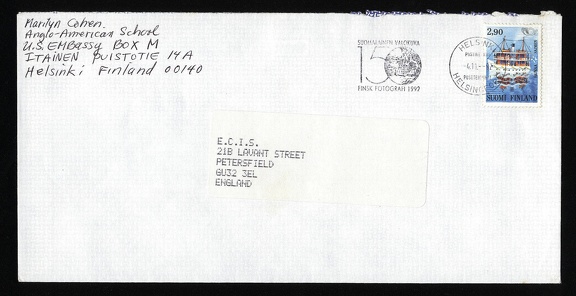 Marilyn Cohen
Anglo-American School
U.S. EMBassy BOX M
ITAINEN PUISTOTIE 14A
Helsinki Finland 00140
SUOMALAINEN VALOKUVA
150
FINSK FOTOGRAFI 1992
HELSINKI
HELSINGFORS
2.90
SUOMI FINLAND
E.C.I.S.
21B LAVANT STREET
PETERSFIELD
GU32 3EL
ENGLAND